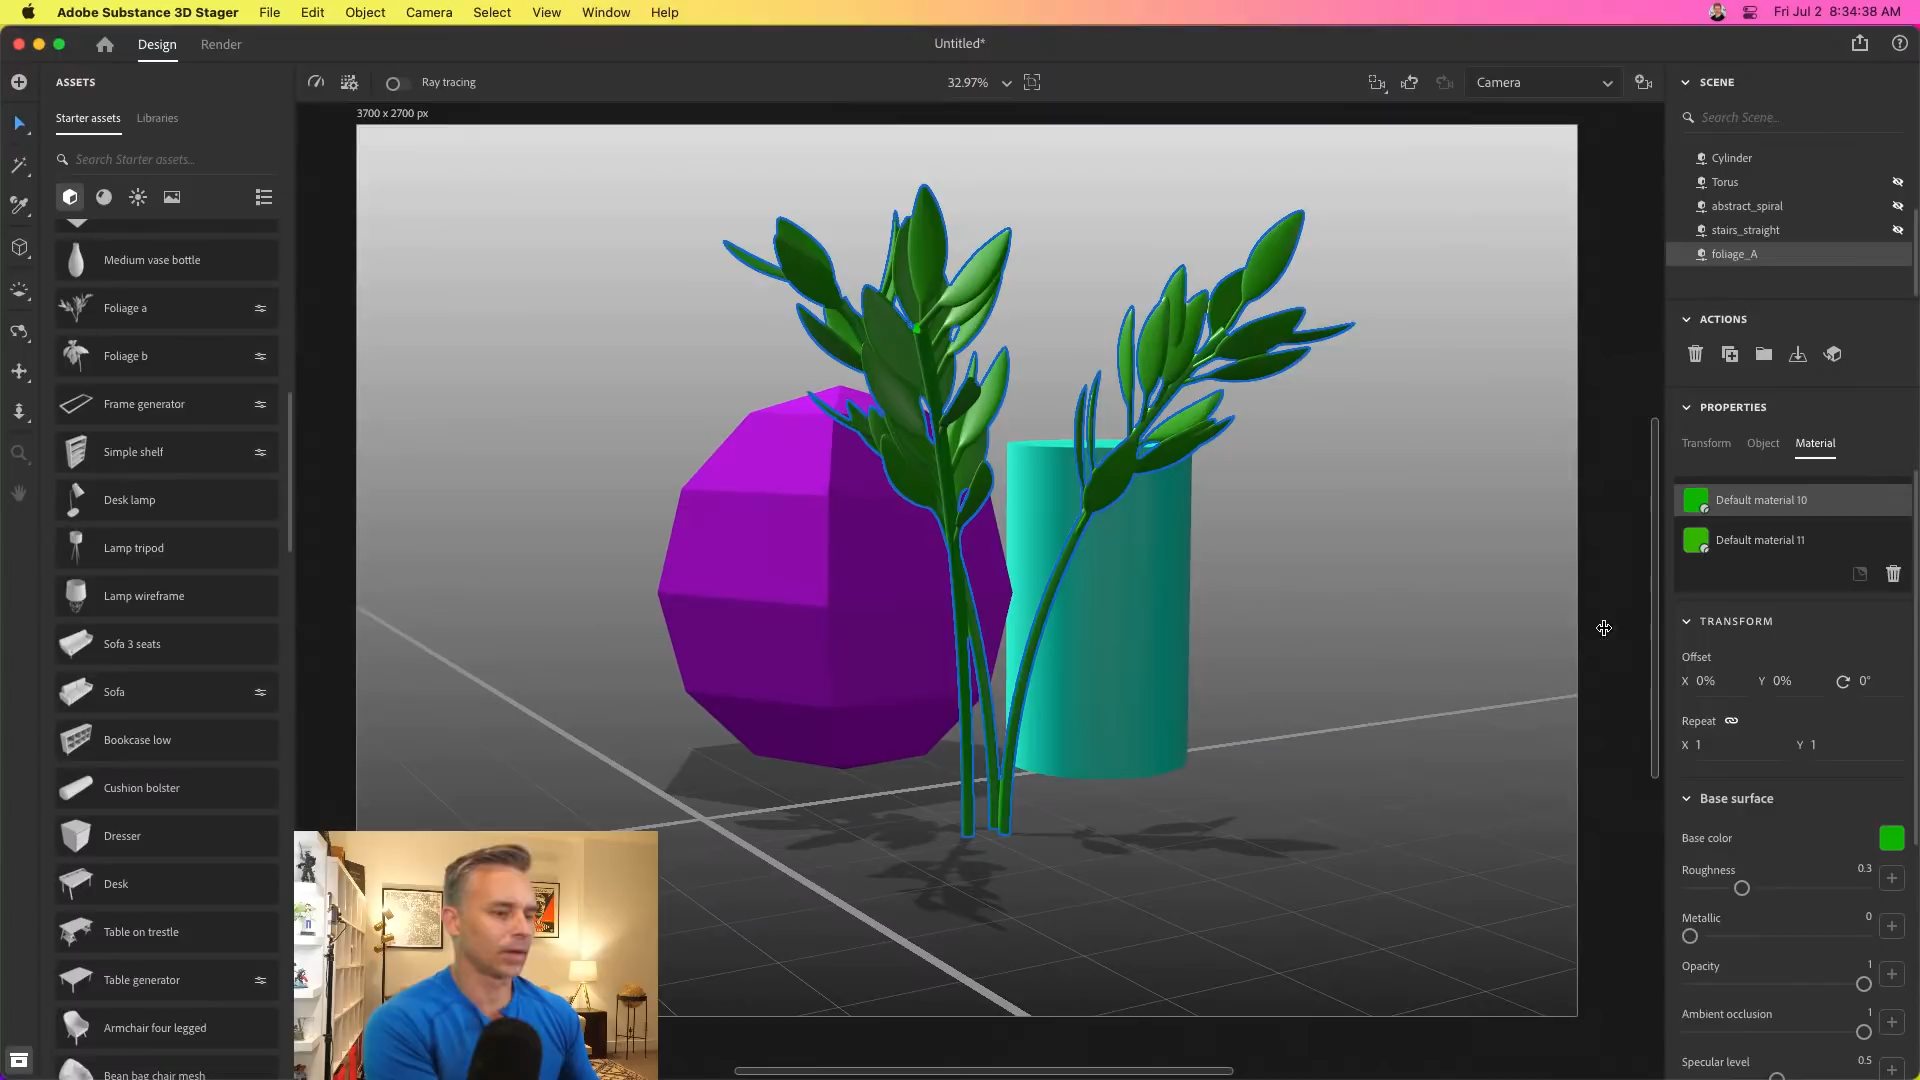 Adobe Substance 3D Stager File Edit Object Camera Select View Window Help Fri Jul 2 8:34:38 AM
Design Render Untitled*
ASSETS Ray tracing 32.97% Camera SCENE
3700 x 2700 px
Starter assets Libraries Search Scene...
Search Starter assets...
Cylinder
Torus
abstract_spiral
stairs_straight
foliage_A
Medium vase bottle
Foliage a
Foliage b
Frame generator
Simple shelf
Desk lamp
Lamp tripod
Lamp wireframe
Sofa 3 seats
Sofa
Bookcase low
Cushion bolster
Dresser
Desk
Table on trestle
Table generator
Armchair four legged
Bean bag chair mesh
ACTIONS
PROPERTIES
Transform Object Material
Default material 10
Default material 11
TRANSFORM
Offset
X 0% Y 0% 0°
Repeat
X 1 Y 1
Base surface
Base color
Roughness 0.3
Metallic 0
Opacity 1
Ambient occlusion 1
Specular level 0.5